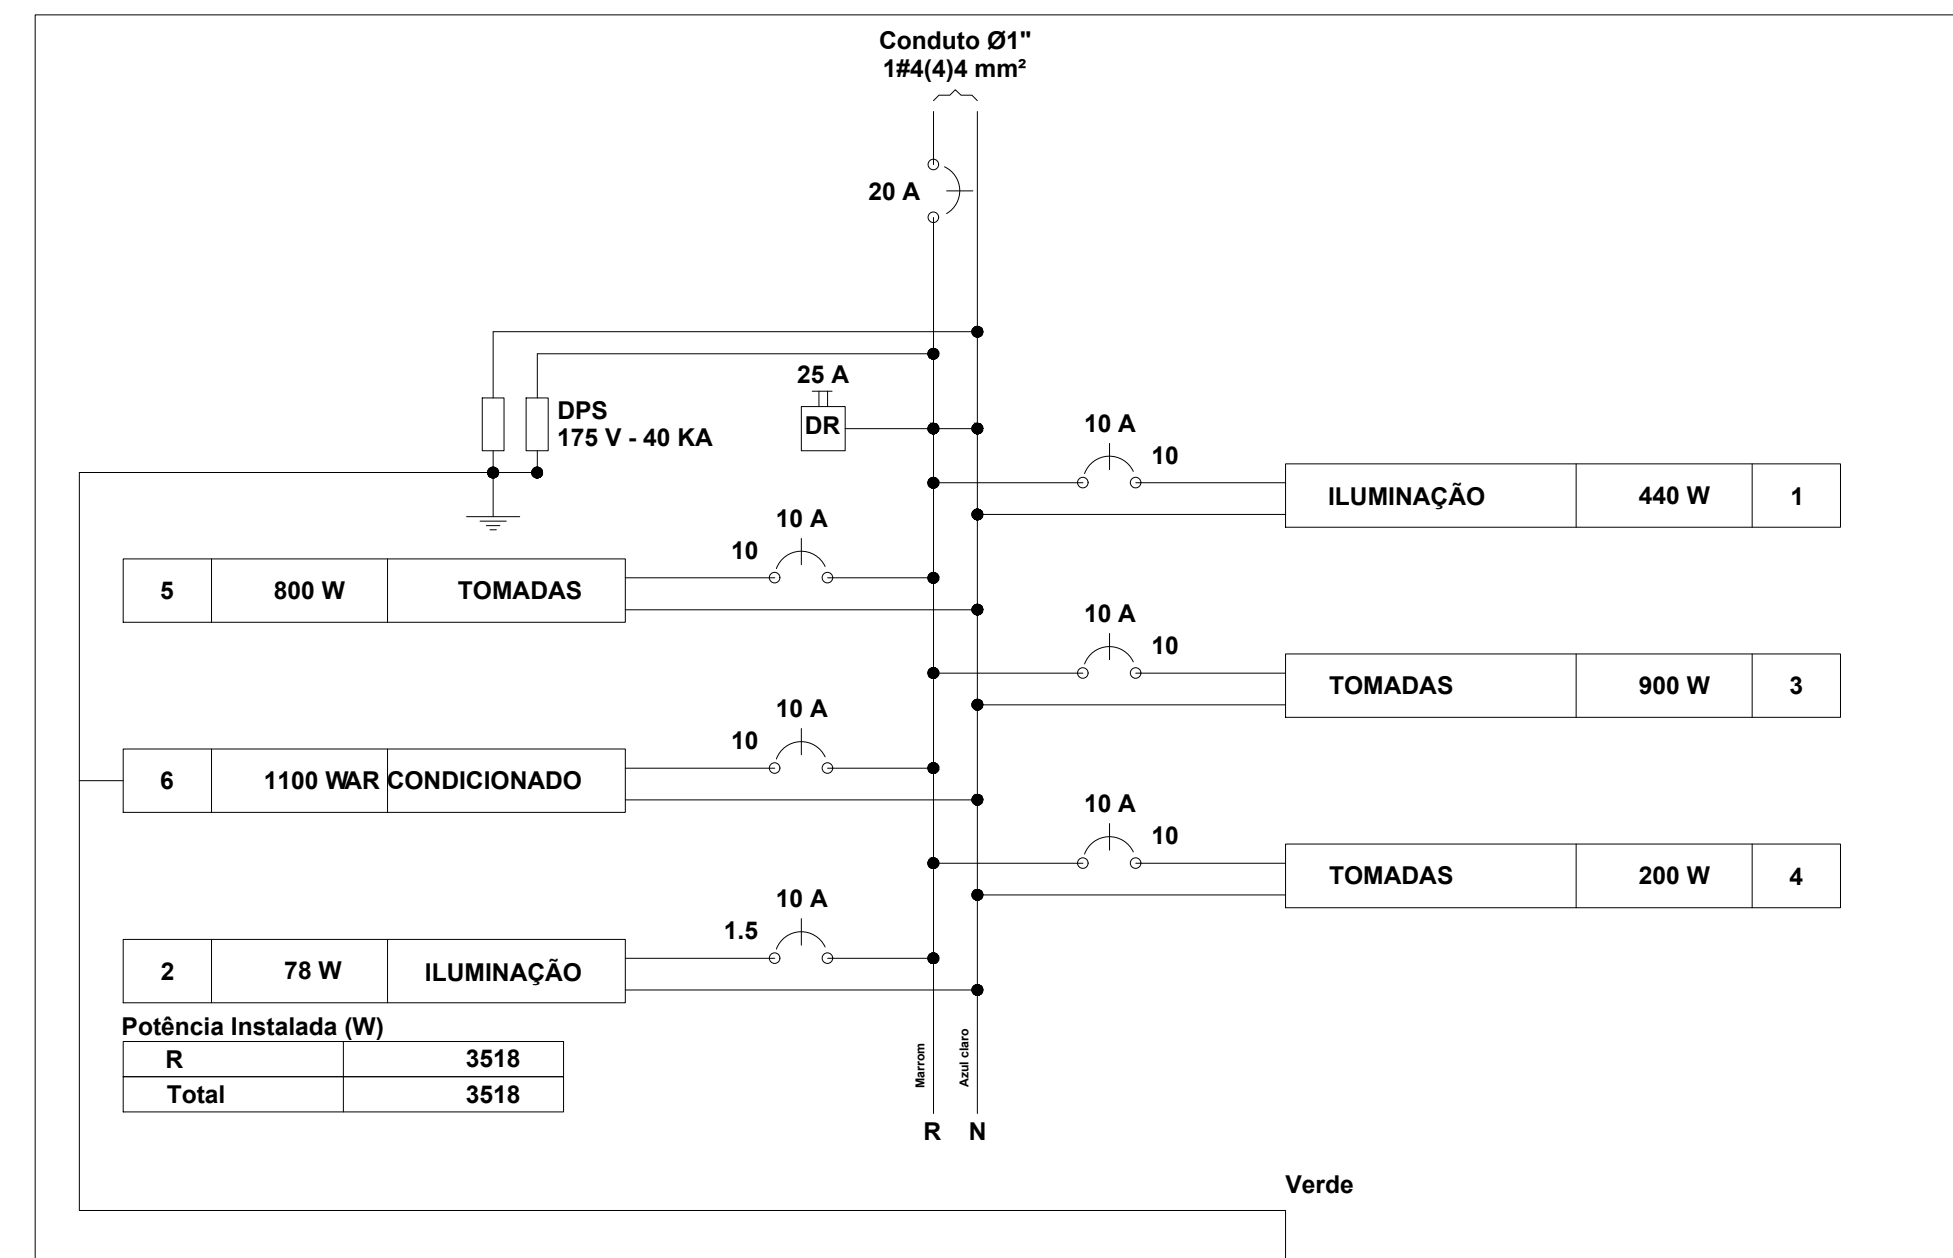 Conduto Ø1"
1#4(4)4 mm²
20 A
25 A
DPS
175 V - 40 KA
DR
10 A
10
ILUMINAÇÃO 440 W 1
10 A
10
5 800 W TOMADAS
10 A
10
TOMADAS 900 W 3
10 A
10
6 1100 W AR CONDICIONADO
10 A
10
TOMADAS 200 W 4
10 A
1.5
2 78 W ILUMINAÇÃO
Potência Instalada (W)
R 3518
Total 3518
Marrom
Azul claro
R N
Verde